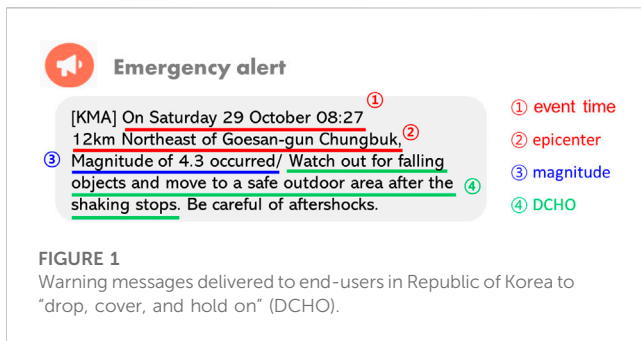 Emergency alert
①
[KMA] On Saturday 29 October 08:27
① event time
12km Northeast of Goesan-gun Chungbuk,②
② epicenter
③ Magnitude of 4.3 occurred/ Watch out for falling
③ magnitude
objects and move to a safe outdoor area after the ④
④ DCHO
shaking stops. Be careful of aftershocks.
FIGURE 1
Warning messages delivered to end-users in Republic of Korea to
“drop, cover, and hold on” (DCHO).